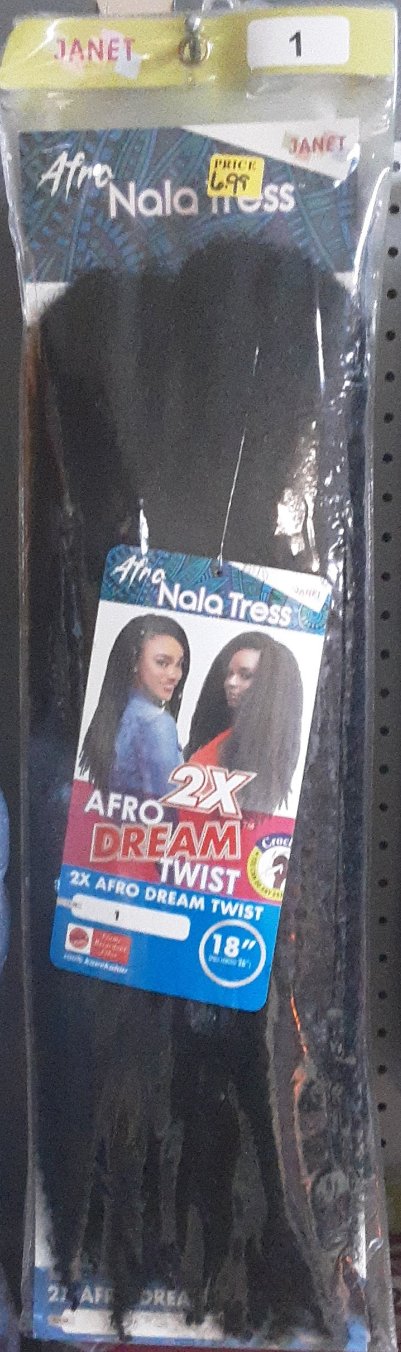 JANET
1
JANET
PRICE
6.99
Afro
Nala Tress
Afro
Nala Tress
JANET
2X
AFRO
DREAM™
TWIST
2X AFRO DREAM TWIST
1
18"
2X AFRO DREA